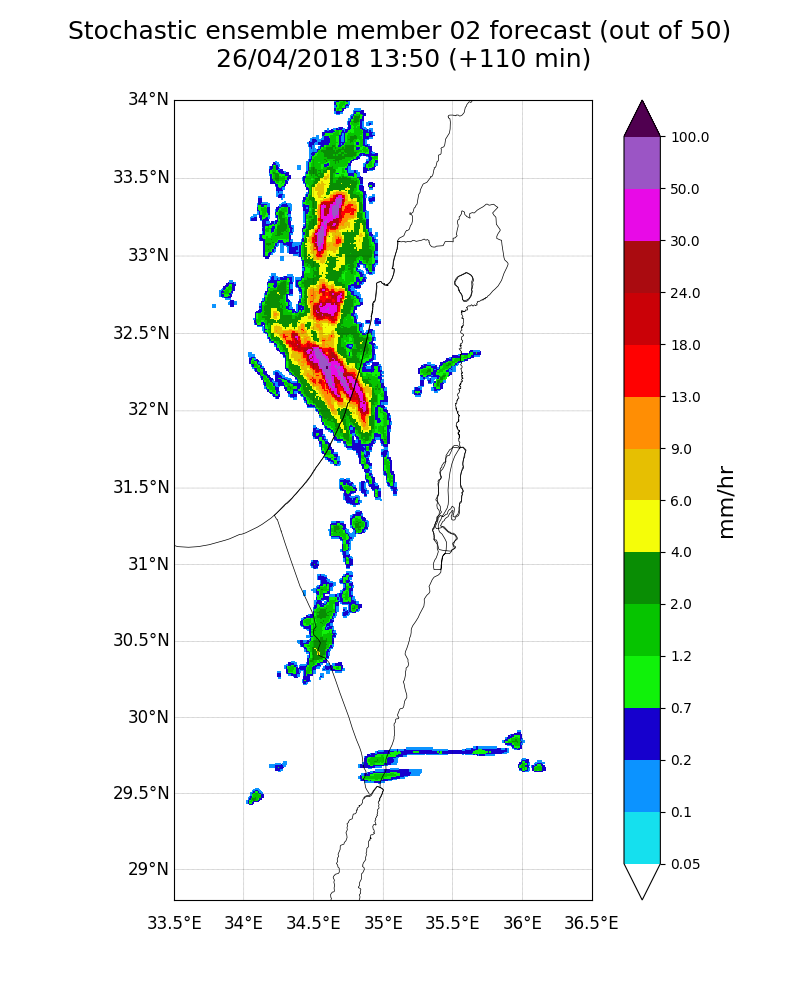 Stochastic ensemble member 02 forecast (out of 50)
26/04/2018 13:50 (+110 min)
34°N
33.5°N
33°N
32.5°N
32°N
31.5°N
31°N
30.5°N
30°N
29.5°N
29°N
33.5°E 34°E 34.5°E 35°E 35.5°E 36°E 36.5°E
100.0
50.0
30.0
24.0
18.0
13.0
9.0
6.0
4.0
2.0
1.2
0.7
0.2
0.1
0.05
mm/hr